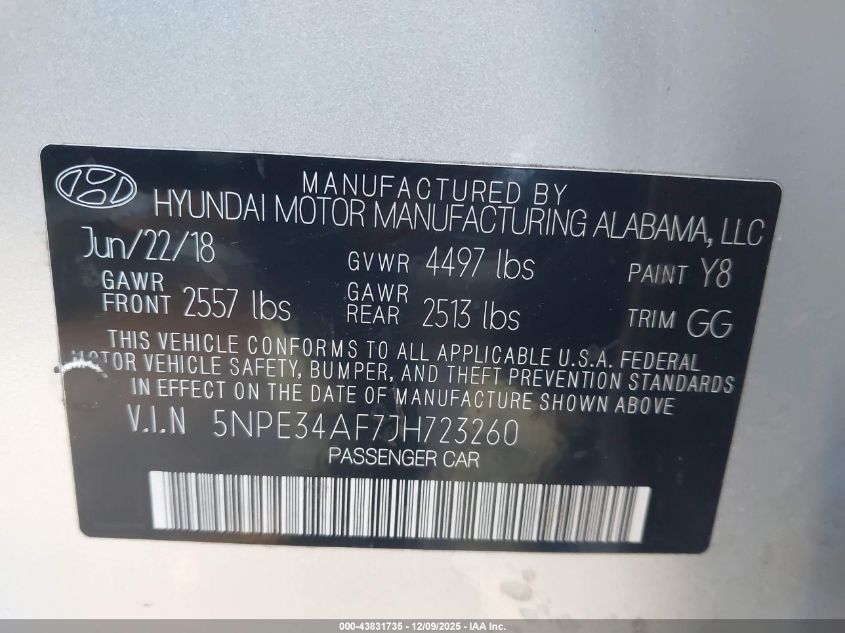 MANUFACTURED BY
HYUNDAI MOTOR MANUFACTURING ALABAMA, LLC
Jun/22/18 GVWR 4497 lbs PAINT Y8
GAWR FRONT 2557 lbs GAWR REAR 2513 lbs TRIM GG
THIS VEHICLE CONFORMS TO ALL APPLICABLE U.S.A. FEDERAL
MOTOR VEHICLE SAFETY, BUMPER, AND THEFT PREVENTION STANDARDS
IN EFFECT ON THE DATE OF MANUFACTURE SHOWN ABOVE
V.I.N 5NPE34AF7JH723260
PASSENGER CAR
000-43831735 - 12/09/2025 - IAA Inc.